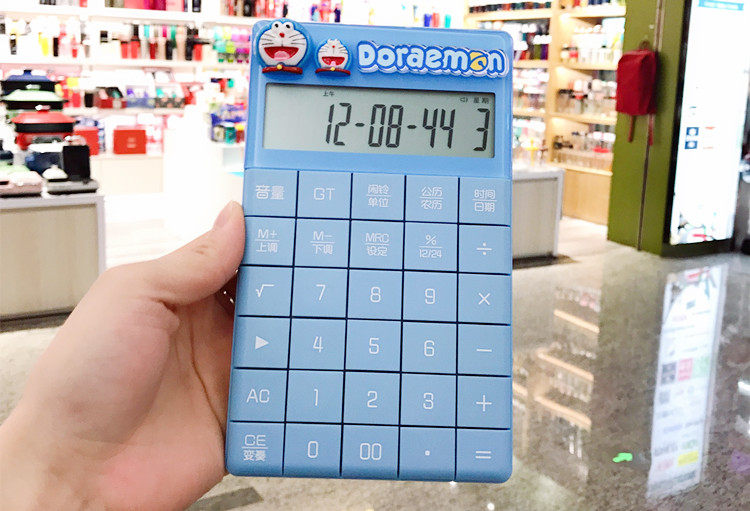 Doraemon
上午
星期
12-08-44 3
音量 GT 闹铃 公历 时间
单位 农历 日期
M+ M- MRC % ÷
上调 下调 设定 12/24
√ 7 8 9 ×
▶ 4 5 6 −
AC 1 2 3 +
CE 0 00 . =
变奏